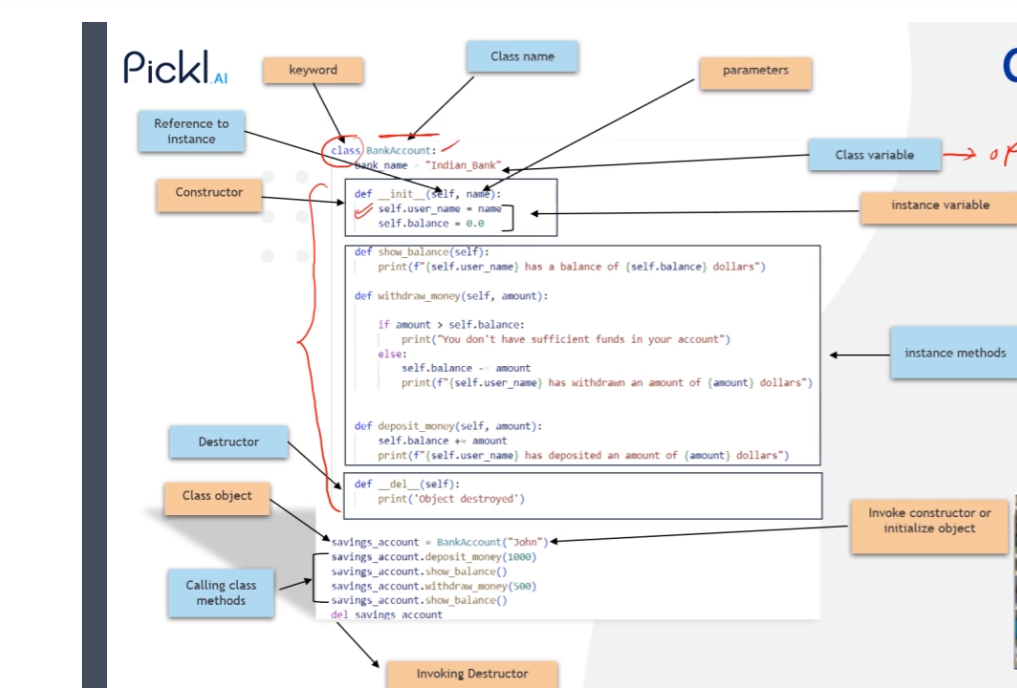 Pickl.AI
keyword
Class name
parameters
Reference to
instance
Class variable
Constructor
instance variable
class BankAccount:
bank_name = "Indian_Bank"
def __init__(self, name):
self.user_name = name
self.balance = 0.0
def show_balance(self):
print(f"{self.user_name} has a balance of {self.balance} dollars")
def withdraw_money(self, amount):
if amount > self.balance:
print("You don't have sufficient funds in your account")
else:
self.balance -= amount
print(f"{self.user_name} has withdrawn an amount of {amount} dollars")
instance methods
def deposit_money(self, amount):
self.balance += amount
print(f"{self.user_name} has deposited an amount of {amount} dollars")
Destructor
def __del__(self):
print('Object destroyed')
Class object
Invoke constructor or
initialize object
savings_account = BankAccount("John")
savings_account.deposit_money(1000)
savings_account.show_balance()
savings_account.withdraw_money(500)
savings_account.show_balance()
del savings_account
Calling class
methods
Invoking Destructor